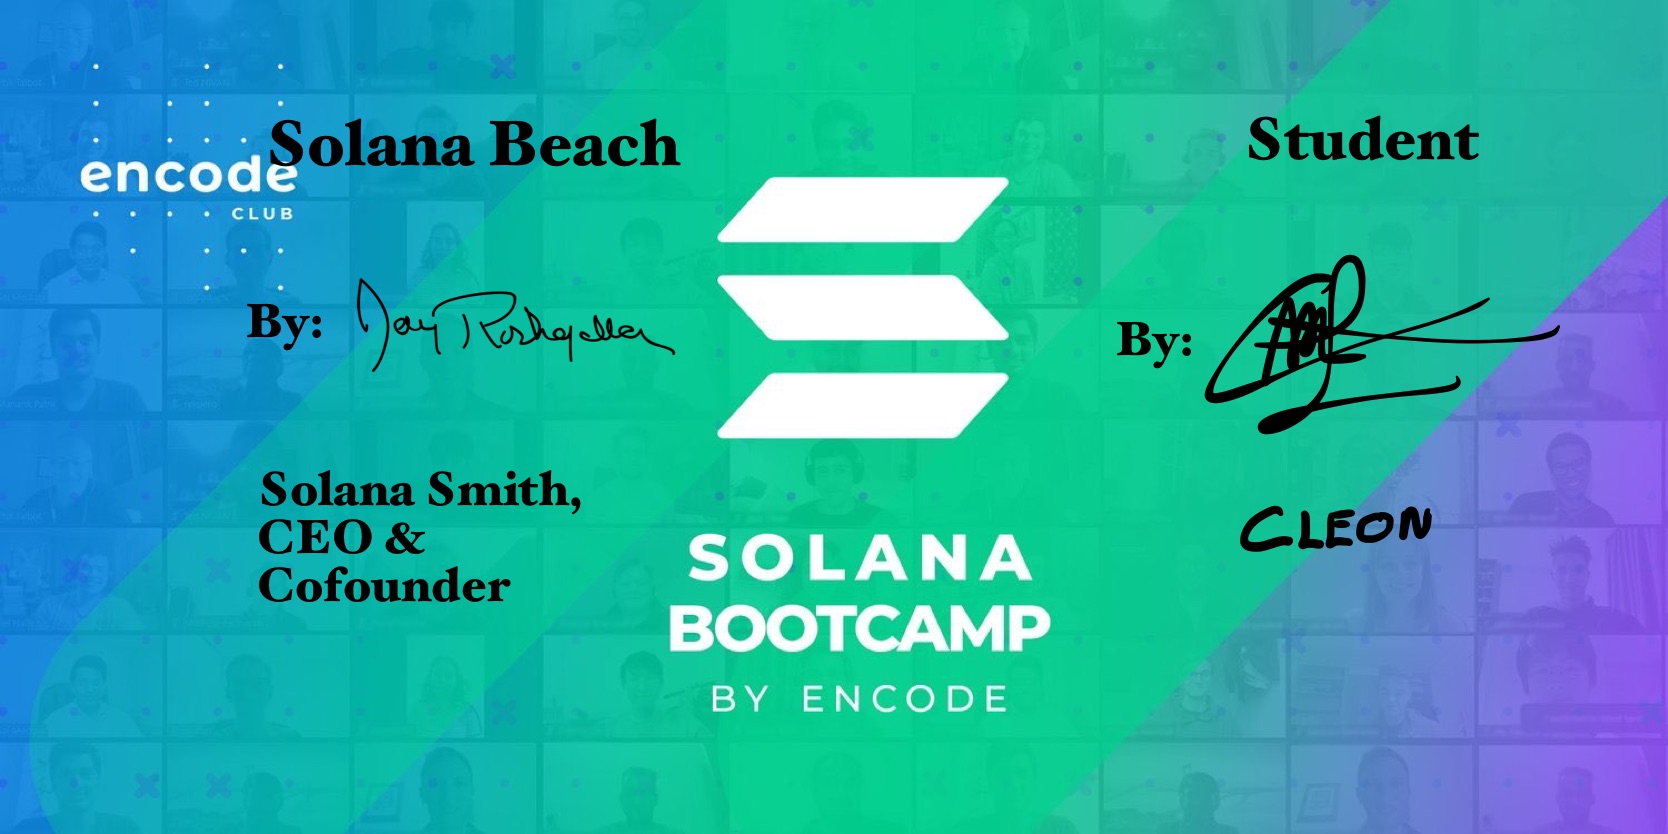 encode
CLUB
Solana Beach
By:
Solana Smith,
CEO &
Cofounder
SOLANA
BOOTCAMP
BY ENCODE
Student
By:
CLEON